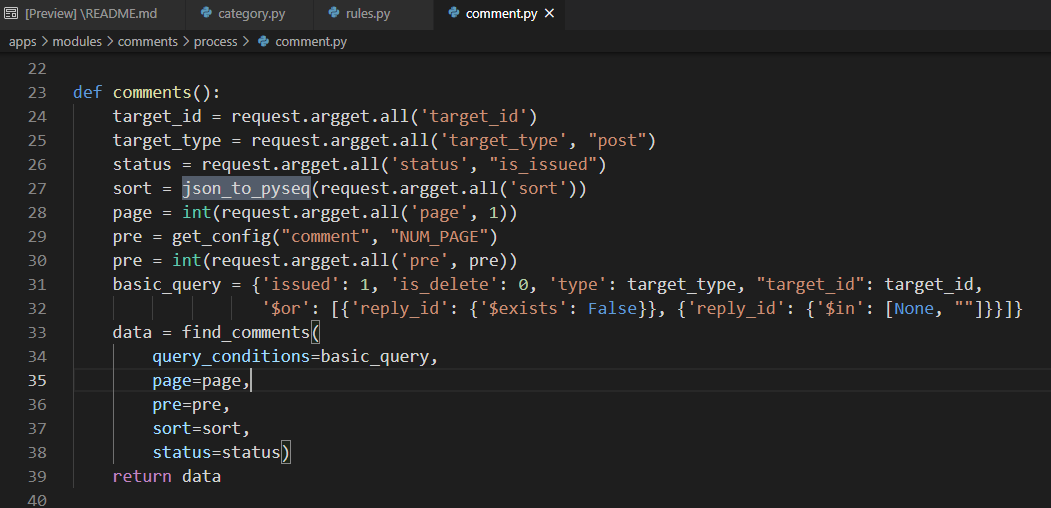 [Preview] \README.md category.py rules.py comment.py
apps > modules > comments > process > comment.py
22
23 def comments():
24     target_id = request.argget.all('target_id')
25     target_type = request.argget.all('target_type', "post")
26     status = request.argget.all('status', "is_issued")
27     sort = json_to_pyseq(request.argget.all('sort'))
28     page = int(request.argget.all('page', 1))
29     pre = get_config("comment", "NUM_PAGE")
30     pre = int(request.argget.all('pre', pre))
31     basic_query = {'issued': 1, 'is_delete': 0, 'type': target_type, "target_id": target_id,
32                    '$or': [{'reply_id': {'$exists': False}}, {'reply_id': {'$in': [None, ""]}}]}
33     data = find_comments(
34         query_conditions=basic_query,
35         page=page,
36         pre=pre,
37         sort=sort,
38         status=status)
39     return data
40